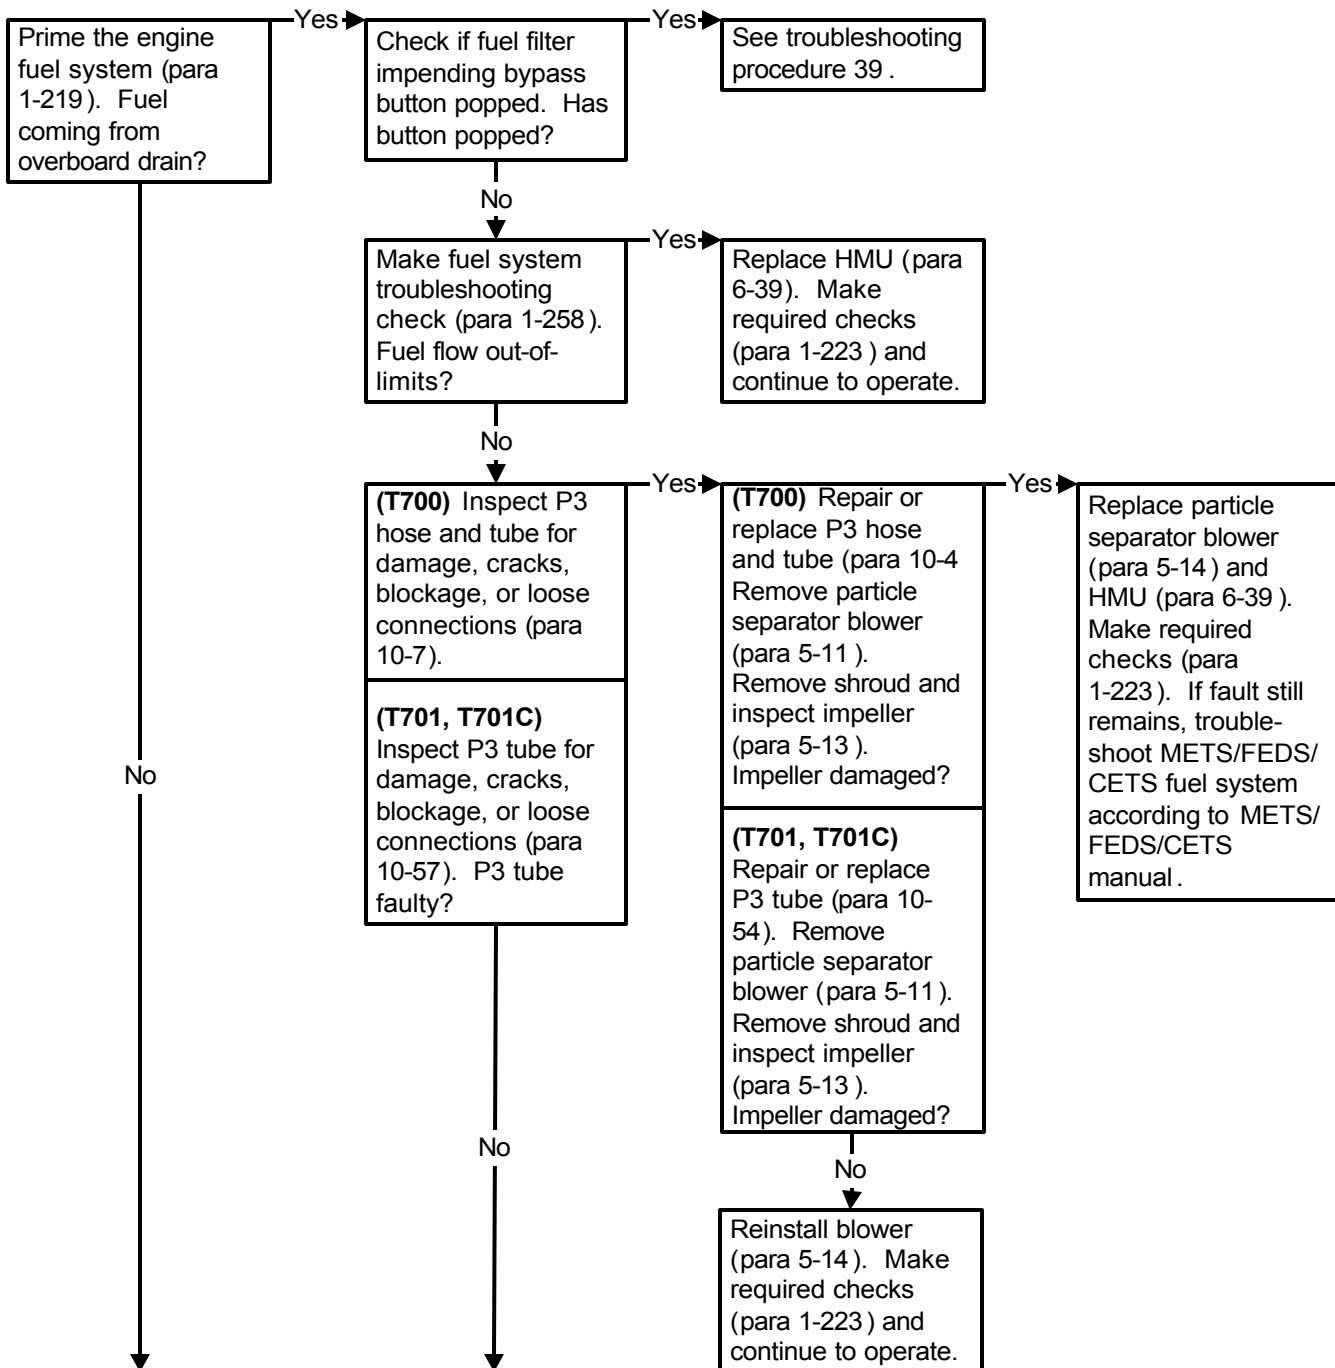 Prime the engine
fuel system (para
1-219). Fuel
coming from
overboard drain?
Yes
Check if fuel filter
impending bypass
button popped. Has
button popped?
Yes
See troubleshooting
procedure 39.
No
Make fuel system
troubleshooting
check (para 1-258).
Fuel flow out-of-
limits?
Yes
Replace HMU (para
6-39). Make
required checks
(para 1-223) and
continue to operate.
No
(T700) Inspect P3
hose and tube for
damage, cracks,
blockage, or loose
connections (para
10-7).
(T701, T701C)
Inspect P3 tube for
damage, cracks,
blockage, or loose
connections (para
10-57). P3 tube
faulty?
Yes
(T700) Repair or
replace P3 hose
and tube (para 10-4
Remove particle
separator blower
(para 5-11).
Remove shroud and
inspect impeller
(para 5-13).
Impeller damaged?
(T701, T701C)
Repair or replace
P3 tube (para 10-
54). Remove
particle separator
blower (para 5-11).
Remove shroud and
inspect impeller
(para 5-13).
Impeller damaged?
Yes
Replace particle
separator blower
(para 5-14) and
HMU (para 6-39).
Make required
checks (para
1-223). If fault still
remains, trouble-
shoot METS/FEDS/
CETS fuel system
according to METS/
FEDS/CETS
manual.
No
No
No
Reinstall blower
(para 5-14). Make
required checks
(para 1-223) and
continue to operate.